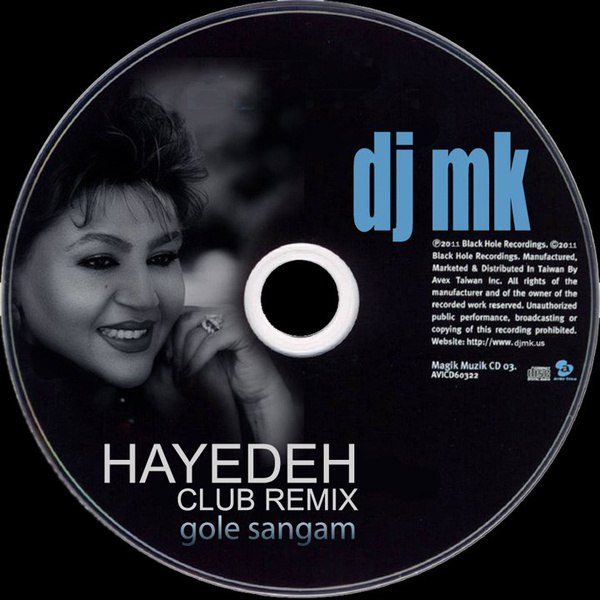 dj mk
℗2011 Black Hole Recordings. ©2011
Black Hole Recordings. Manufactured,
Marketed & Distributed In Taiwan By
Avex Taiwan Inc. All rights of the
manufacturer and of the owner of the
recorded work reserved. Unauthorized
public performance, broadcasting or
copying of this recording prohibited.
Website: http://www.djmk.us
Magik Muzik CD 03.
AVICD60322
HAYEDEH
CLUB REMIX
gole sangam